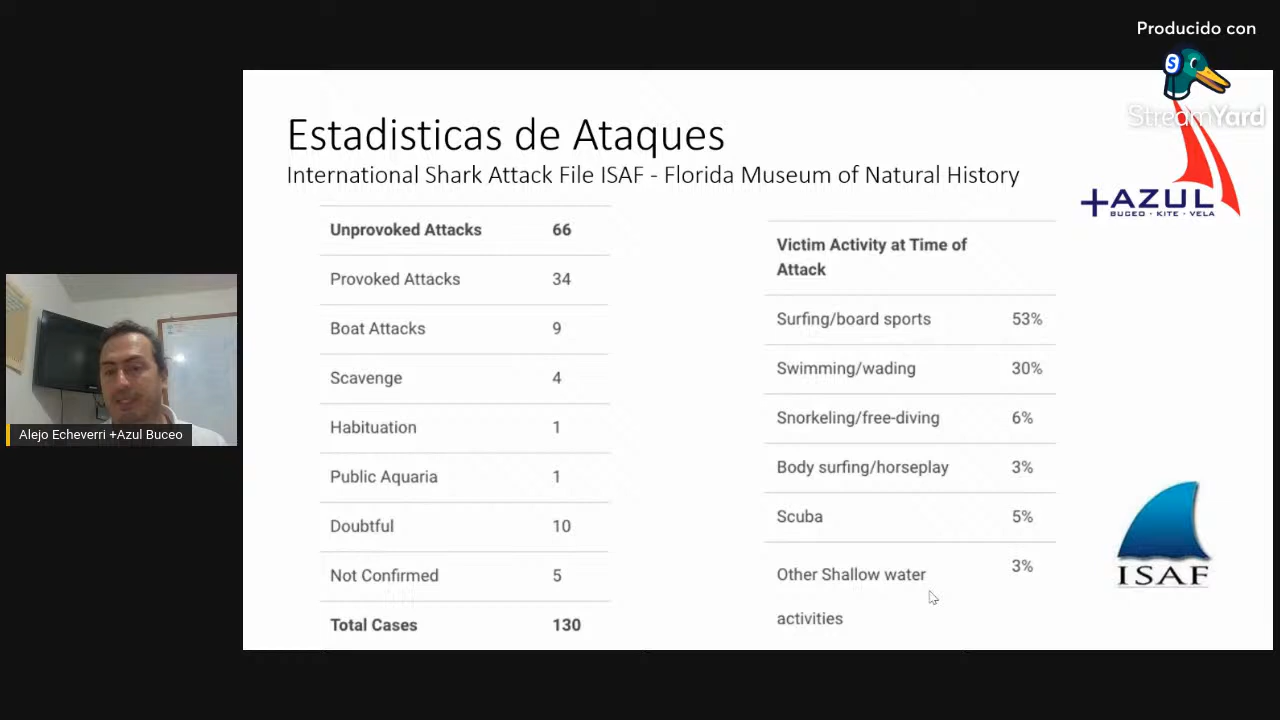 Producido con
S
StreamYard
Estadisticas de Ataques
International Shark Attack File ISAF - Florida Museum of Natural History
+AZUL
BUCEO · KITE · VELA
Unprovoked Attacks 66
Provoked Attacks 34
Boat Attacks 9
Scavenge 4
Habituation 1
Public Aquaria 1
Doubtful 10
Not Confirmed 5
Total Cases 130
Victim Activity at Time of
Attack
Surfing/board sports 53%
Swimming/wading 30%
Snorkeling/free-diving 6%
Body surfing/horseplay 3%
Scuba 5%
Other Shallow water 3%
activities
ISAF
Alejo Echeverri +Azul Buceo